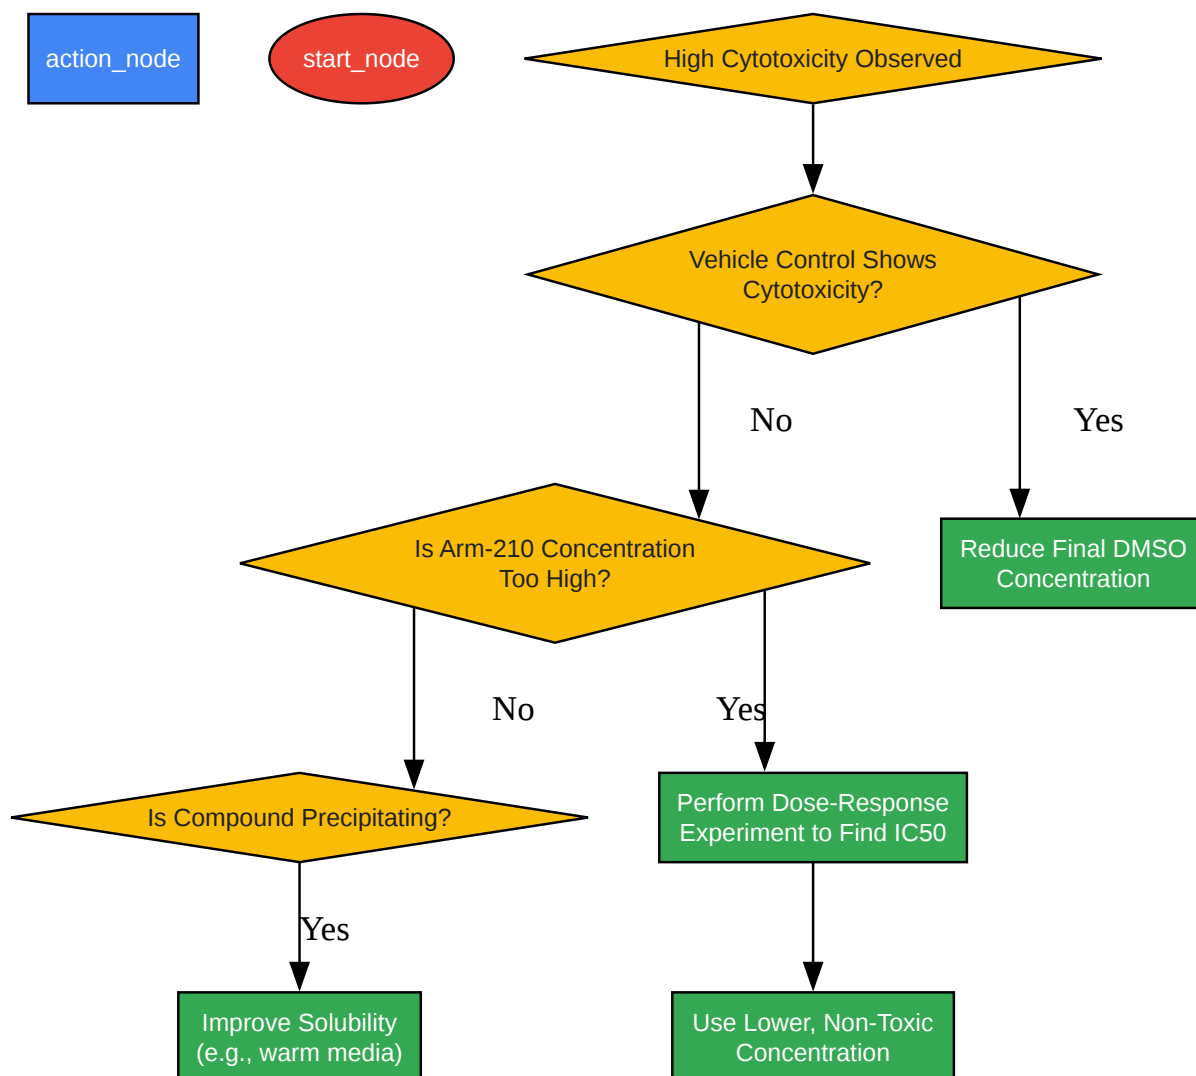 action_node
start_node
High Cytotoxicity Observed
Vehicle Control Shows
Cytotoxicity?
No
Yes
Is Arm-210 Concentration
Too High?
Reduce Final DMSO
Concentration
No
Yes
Is Compound Precipitating?
Perform Dose-Response
Experiment to Find IC50
Yes
Improve Solubility
(e.g., warm media)
Use Lower, Non-Toxic
Concentration